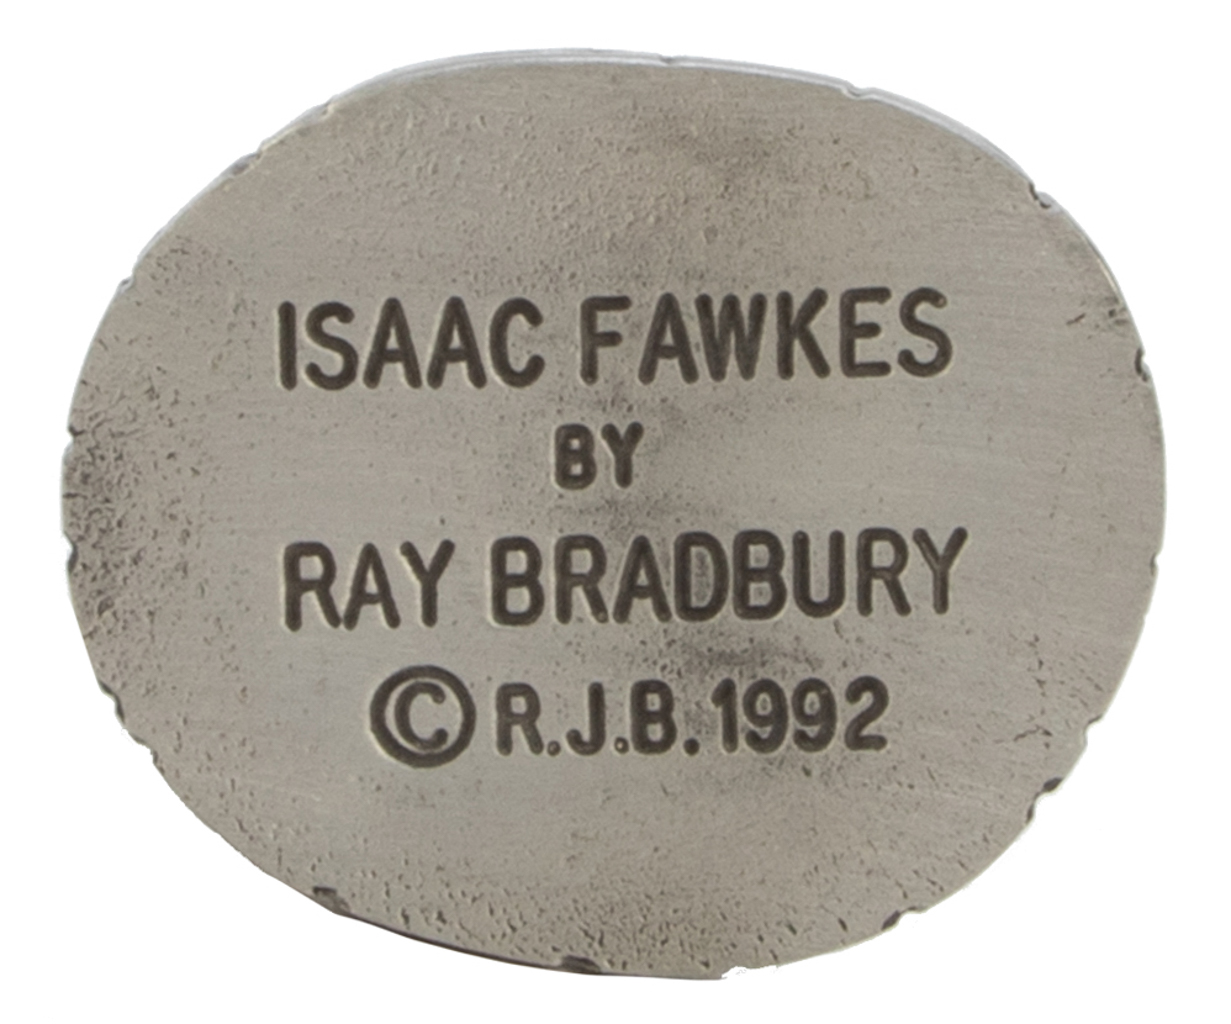 ISAAC FAWKES
BY
RAY BRADBURY
© R.J.B. 1992